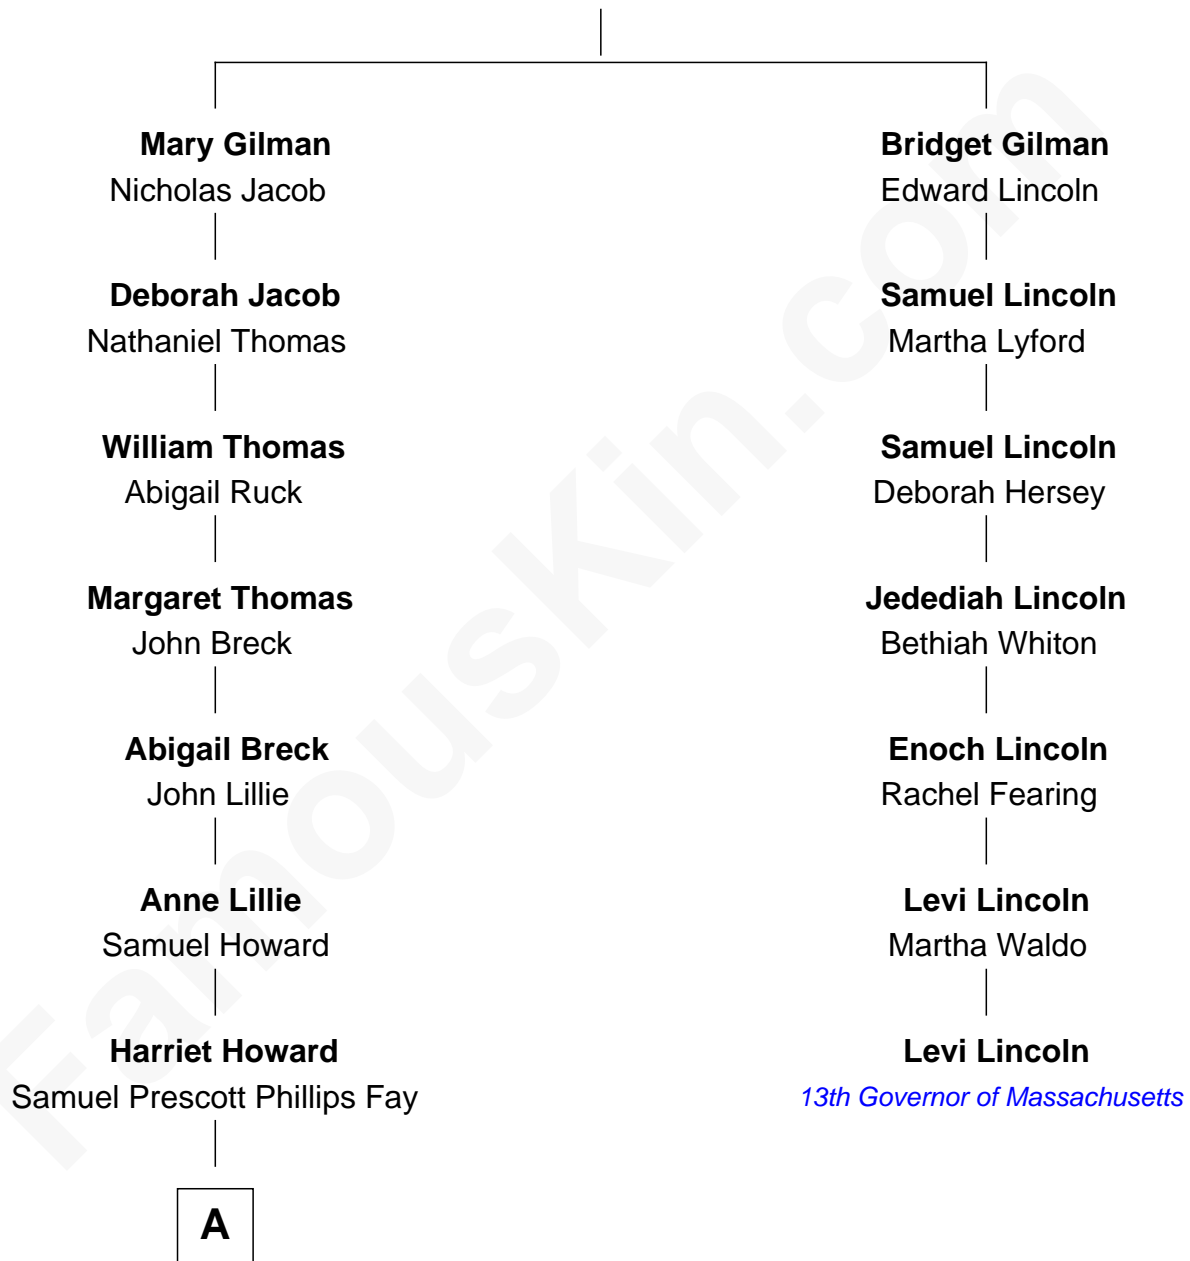 Mary Gilman
Nicholas Jacob
Deborah Jacob
Nathaniel Thomas
William Thomas
Abigail Ruck
Margaret Thomas
John Breck
Abigail Breck
John Lillie
Anne Lillie
Samuel Howard
Harriet Howard
Samuel Prescott Phillips Fay
A
Bridget Gilman
Edward Lincoln
Samuel Lincoln
Martha Lyford
Samuel Lincoln
Deborah Hersey
Jedediah Lincoln
Bethiah Whiton
Enoch Lincoln
Rachel Fearing
Levi Lincoln
Martha Waldo
Levi Lincoln
13th Governor of Massachusetts
FamousKin.com